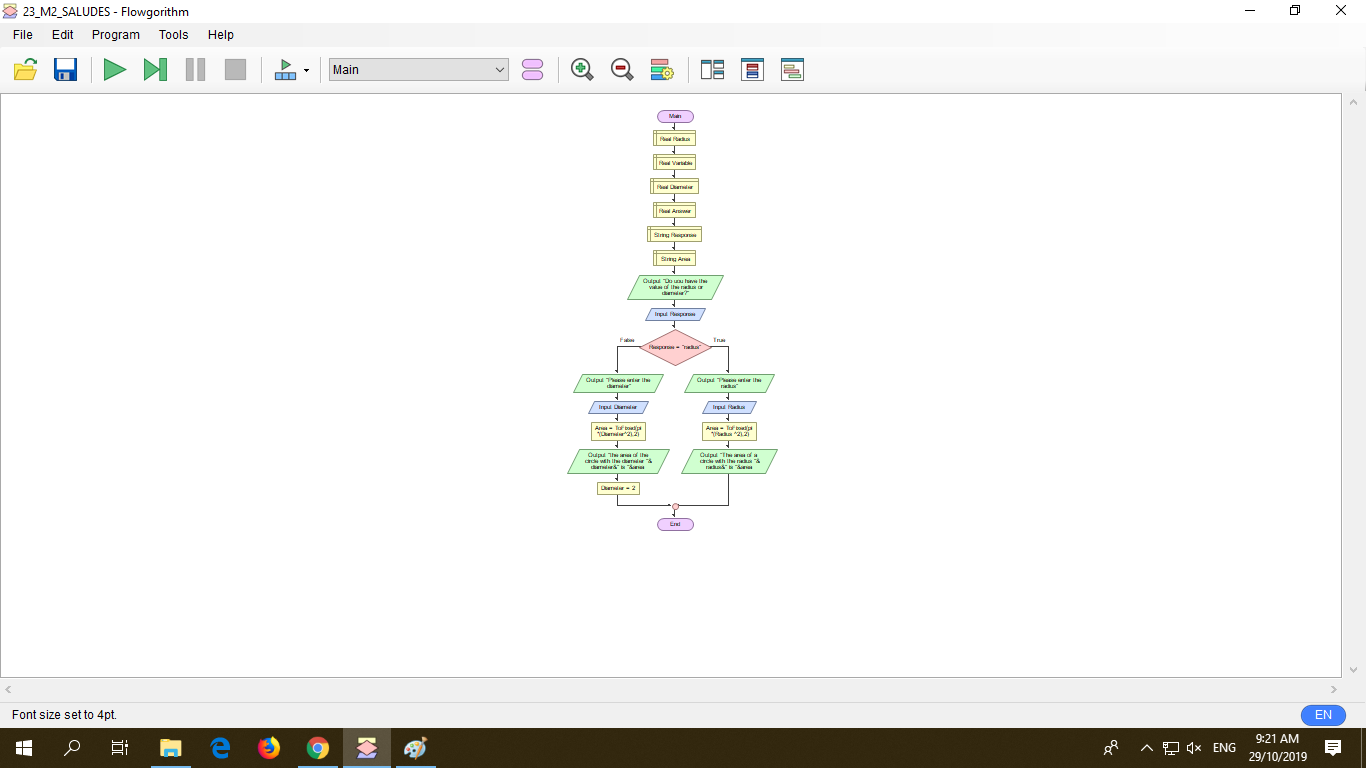 23_M2_SALUDES - Flowgorithm
File Edit Program Tools Help
Main
Main
Real Radius
Real Variable
Real Diameter
Real Answer
String Response
String Area
Output "Do you have the
value of the radius or
diameter?"
Input Response
False
Response = "radius"
True
Output "Please enter the
diameter"
Input Diameter
Area = ToFixed(pi
*(Diameter^2),2)
Output "the area of the
circle with the diameter "&
diameter&" is "&area
Diameter = 2
Output "Please enter the
radius"
Input Radius
Area = ToFixed(pi
*(Radius ^2),2)
Output "The area of a
circle with the radius "&
radius&" is "&area
End
Font size set to 4pt.
EN
ENG
9:21 AM
29/10/2019